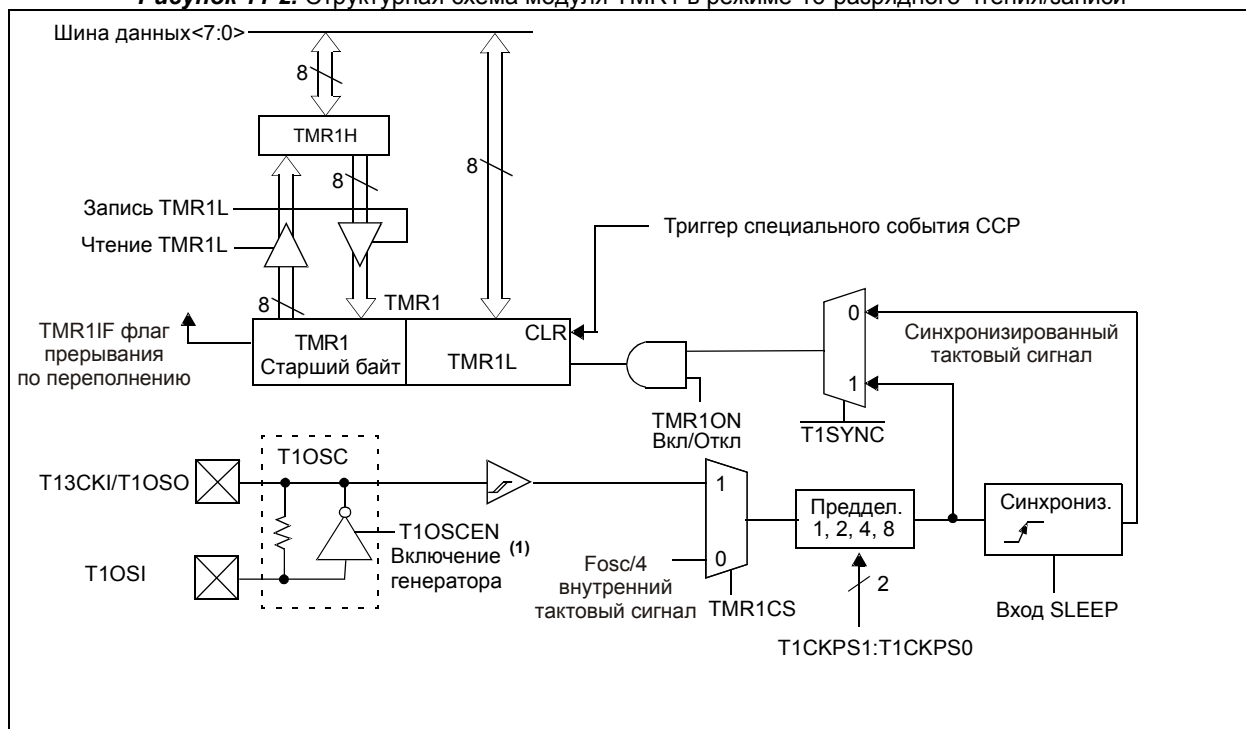 Рисунок 11-2. Структурная схема модуля TMR1 в режиме 16-разрядного чтения/записи
Шина данных<7:0>
8
TMR1H
8
8
Запись TMR1L
Чтение TMR1L
Триггер специального события CCP
8
TMR1
TMR1IF флаг
прерывания
по переполнению
TMR1
Старший байт
TMR1L
CLR
0
1
Синхронизированный
тактовый сигнал
TMR1ON
Вкл/Откл
T1SYNC
T1OSC
T13CKI/T1OSO
T1OSI
T1OSCEN
Включение (1)
генератора
1
0
Fosc/4
внутренний
тактовый сигнал
TMR1CS
Преддел.
1, 2, 4, 8
2
T1CKPS1:T1CKPS0
Синхрониз.
Вход SLEEP